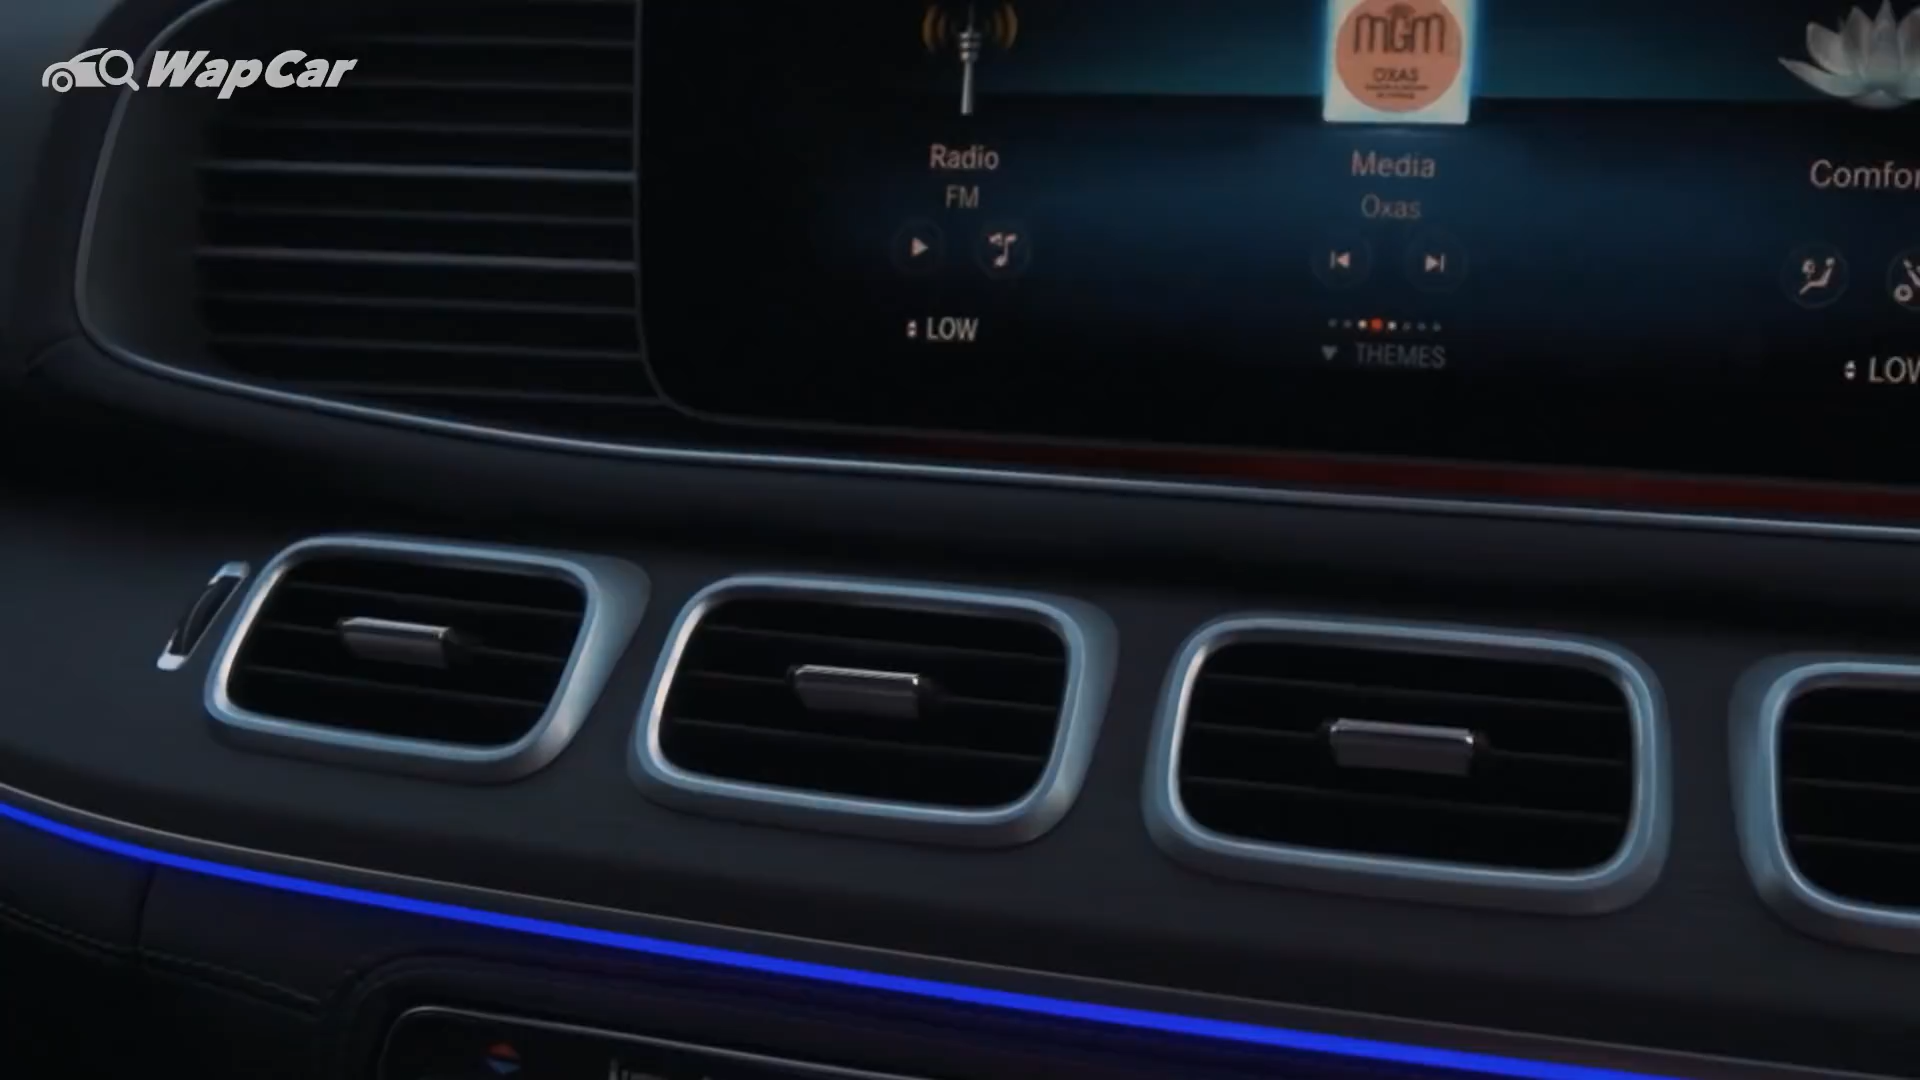 WapCar
mGm
OXAS
Radio
FM
Media
Oxas
Comfor
LOW
THEMES
LOW